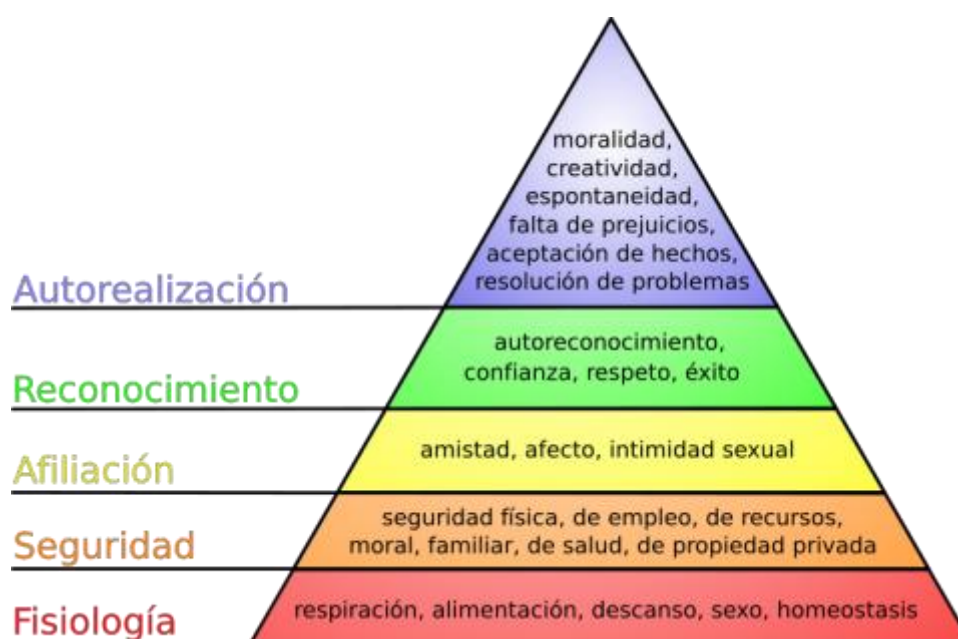 moralidad,
creatividad,
espontaneidad,
falta de prejuicios,
aceptación de hechos,
resolución de problemas
Autorealización
autoreconocimiento,
confianza, respeto, éxito
Reconocimiento
amistad, afecto, intimidad sexual
Afiliación
seguridad física, de empleo, de recursos,
moral, familiar, de salud, de propiedad privada
Seguridad
respiración, alimentación, descanso, sexo, homeostasis
Fisiología